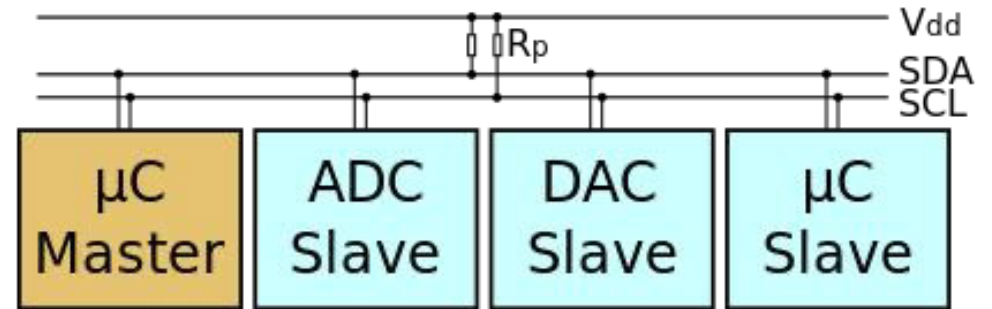 Vdd
Rp
SDA
SCL
µC
Master
ADC
Slave
DAC
Slave
µC
Slave